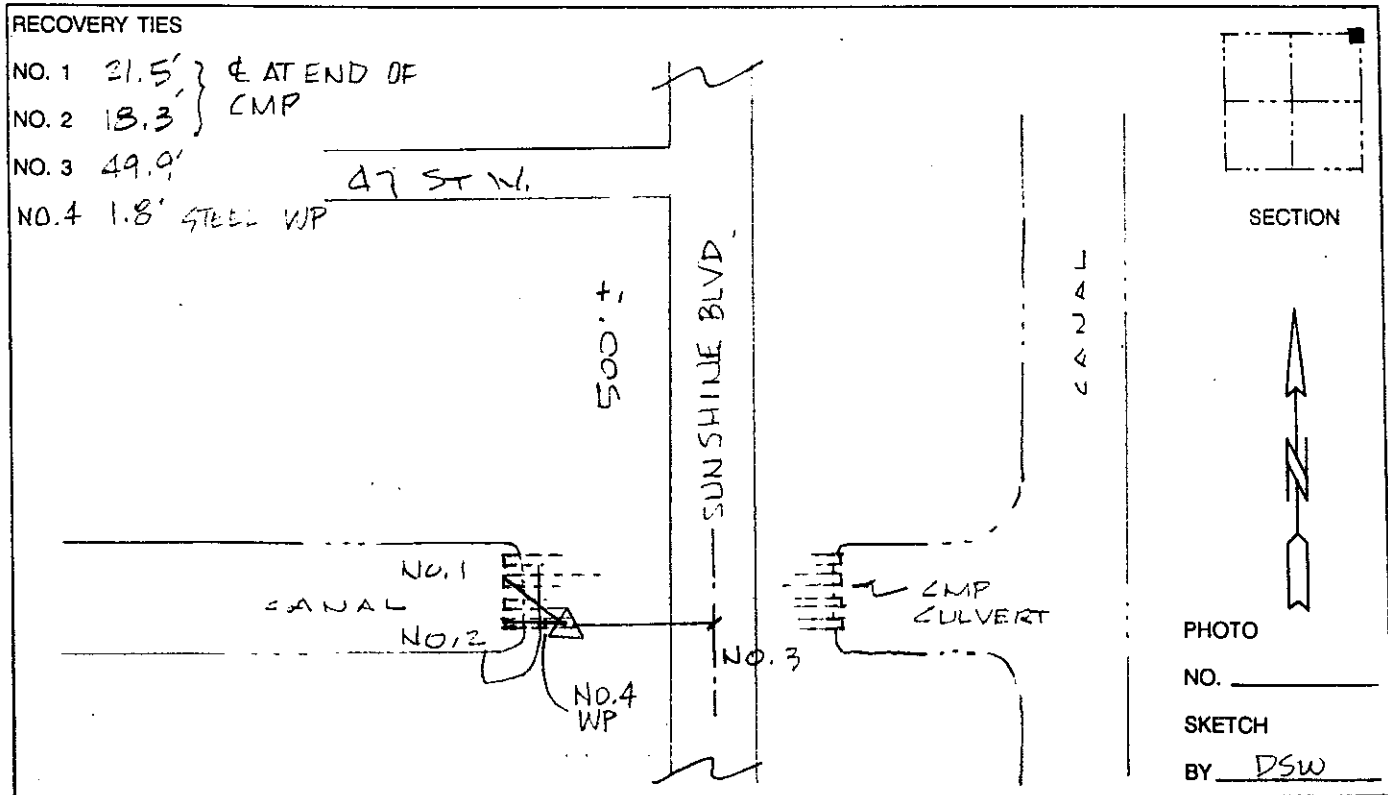 RECOVERY TIES
NO. 1 21.5' ℄ AT END OF
NO. 2 18.3' CMP
NO. 3 49.9'
NO. 4 1.8' STEEL WP
47 ST W.
SECTION
500'±
SUNSHINE BLVD.
CANAL
NO. 1
CANAL
NO. 2
NO. 3
NO. 4
WP
CMP
CULVERT
N
PHOTO
NO.
SKETCH
BY DSW